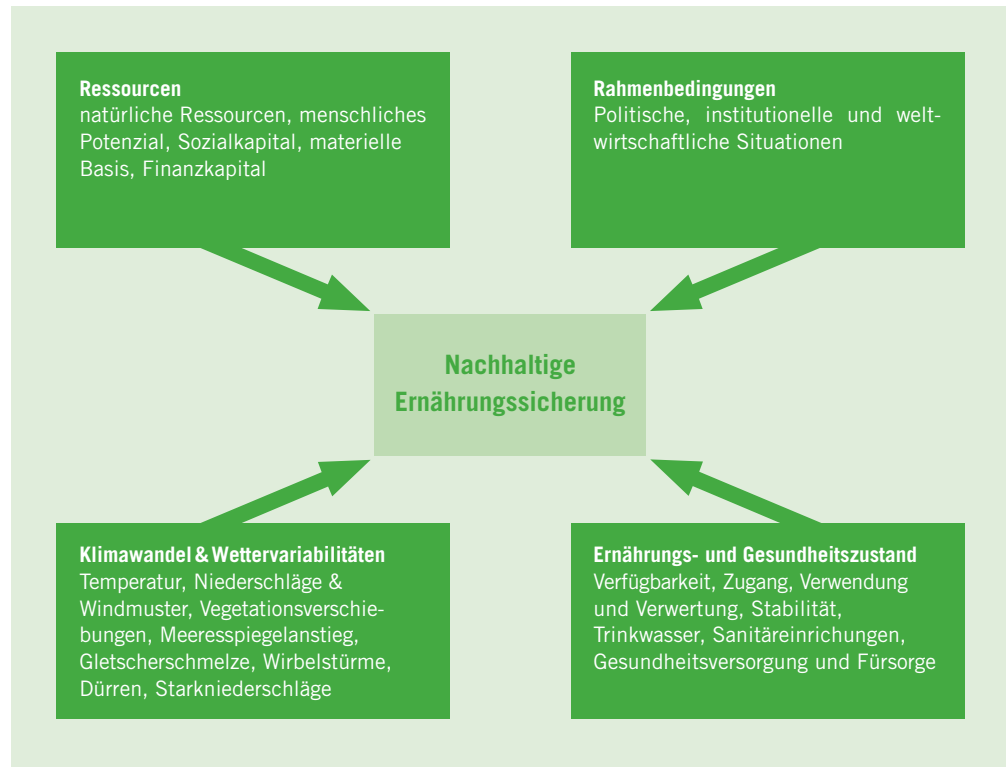 Ressourcen
natürliche Ressourcen, menschliches
Potenzial, Sozialkapital, materielle
Basis, Finanzkapital
Rahmenbedingungen
Politische, institutionelle und welt-
wirtschaftliche Situationen
Nachhaltige
Ernährungssicherung
Klimawandel & Wettervariabilitäten
Temperatur, Niederschläge &
Windmuster, Vegetationsverschie-
bungen, Meeresspiegelanstieg,
Gletscherschmelze, Wirbelstürme,
Dürren, Starkniederschläge
Ernährungs- und Gesundheitszustand
Verfügbarkeit, Zugang, Verwendung
und Verwertung, Stabilität,
Trinkwasser, Sanitäreinrichungen,
Gesundheitsversorgung und Fürsorge